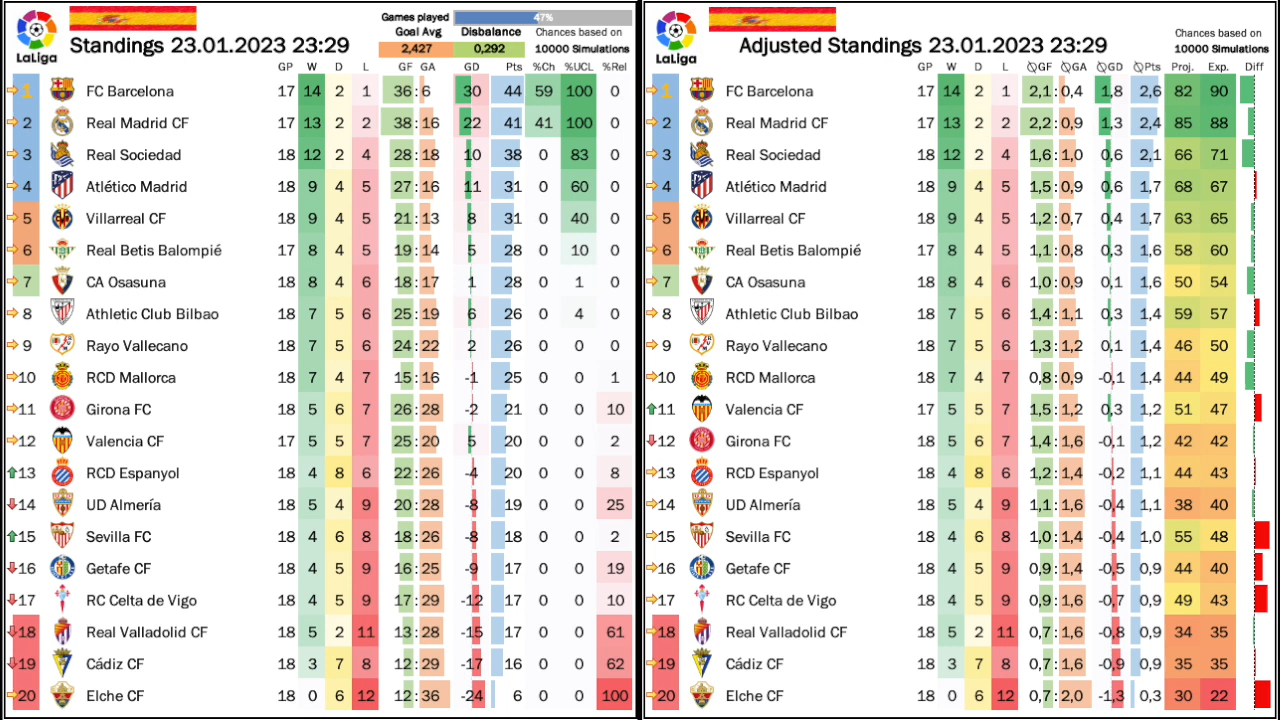 LaLiga
Standings 23.01.2023 23:29
Games played 47%
Goal Avg Disbalance Chances based on
2,427 0,292 10000 Simulations
GP W D L GF GA GD Pts %Ch %UCL %Rel
1 FC Barcelona 17 14 2 1 36 : 6 30 44 59 100 0
2 Real Madrid CF 17 13 2 2 38 : 16 22 41 41 100 0
3 Real Sociedad 18 12 2 4 28 : 18 10 38 0 83 0
4 Atlético Madrid 18 9 4 5 27 : 16 11 31 0 60 0
5 Villarreal CF 18 9 4 5 21 : 13 8 31 0 40 0
6 Real Betis Balompié 17 8 4 5 19 : 14 5 28 0 10 0
7 CA Osasuna 18 8 4 6 18 : 17 1 28 0 1 0
8 Athletic Club Bilbao 18 7 5 6 25 : 19 6 26 0 4 0
9 Rayo Vallecano 18 7 5 6 24 : 22 2 26 0 0 0
10 RCD Mallorca 18 7 4 7 15 : 16 -1 25 0 0 1
11 Girona FC 18 5 6 7 26 : 28 -2 21 0 0 10
12 Valencia CF 17 5 5 7 25 : 20 5 20 0 0 2
13 RCD Espanyol 18 4 8 6 22 : 26 -4 20 0 0 8
14 UD Almería 18 5 4 9 20 : 28 -8 19 0 0 25
15 Sevilla FC 18 4 6 8 18 : 26 -8 18 0 0 2
16 Getafe CF 18 4 5 9 16 : 25 -9 17 0 0 19
17 RC Celta de Vigo 18 4 5 9 17 : 29 -12 17 0 0 10
18 Real Valladolid CF 18 5 2 11 13 : 28 -15 17 0 0 61
19 Cádiz CF 18 3 7 8 12 : 29 -17 16 0 0 62
20 Elche CF 18 0 6 12 12 : 36 -24 6 0 0 100
LaLiga
Adjusted Standings 23.01.2023 23:29
Chances based on
10000 Simulations
GP W D L ∅GF ∅GA ∅GD ∅Pts Proj. Exp. Diff
1 FC Barcelona 17 14 2 1 2,1 : 0,4 1,8 2,6 82 90
2 Real Madrid CF 17 13 2 2 2,2 : 0,9 1,3 2,4 85 88
3 Real Sociedad 18 12 2 4 1,6 : 1,0 0,6 2,1 66 71
4 Atlético Madrid 18 9 4 5 1,5 : 0,9 0,6 1,7 68 67
5 Villarreal CF 18 9 4 5 1,2 : 0,7 0,4 1,7 63 65
6 Real Betis Balompié 17 8 4 5 1,1 : 0,8 0,3 1,6 58 60
7 CA Osasuna 18 8 4 6 1,0 : 0,9 0,1 1,6 50 54
8 Athletic Club Bilbao 18 7 5 6 1,4 : 1,1 0,3 1,4 59 57
9 Rayo Vallecano 18 7 5 6 1,3 : 1,2 0,1 1,4 46 50
10 RCD Mallorca 18 7 4 7 0,8 : 0,9 -0,1 1,4 44 49
11 Valencia CF 17 5 5 7 1,5 : 1,2 0,3 1,2 51 47
12 Girona FC 18 5 6 7 1,4 : 1,6 -0,1 1,2 42 42
13 RCD Espanyol 18 4 8 6 1,2 : 1,4 -0,2 1,1 44 43
14 UD Almería 18 5 4 9 1,1 : 1,6 -0,4 1,1 38 40
15 Sevilla FC 18 4 6 8 1,0 : 1,4 -0,4 1,0 55 48
16 Getafe CF 18 4 5 9 0,9 : 1,4 -0,5 0,9 44 40
17 RC Celta de Vigo 18 4 5 9 0,9 : 1,6 -0,7 0,9 49 43
18 Real Valladolid CF 18 5 2 11 0,7 : 1,6 -0,8 0,9 34 35
19 Cádiz CF 18 3 7 8 0,7 : 1,6 -0,9 0,9 35 35
20 Elche CF 18 0 6 12 0,7 : 2,0 -1,3 0,3 30 22